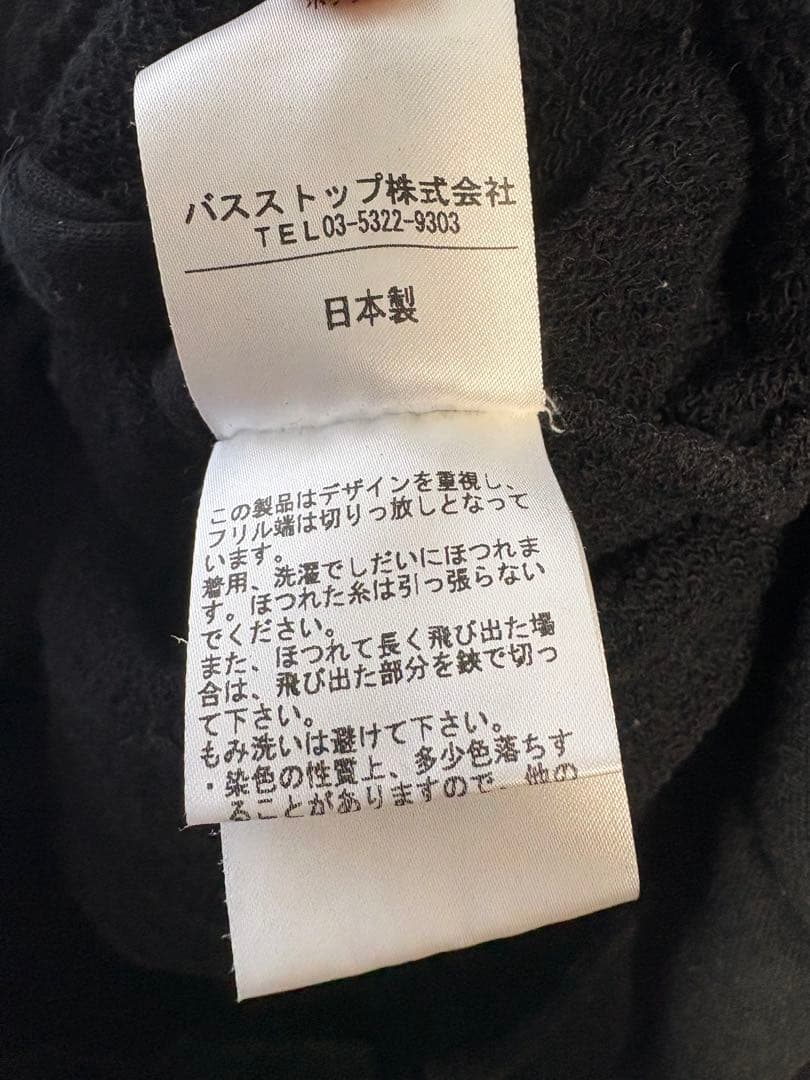 バスストップ株式会社
TEL03-5322-9303
日本製
この製品はデザインを重視し、
フリル端は切りっ放しとなって
います。
着用、洗濯でしだいにほつれま
す。ほつれた糸は引っ張らない
でください。
また、ほつれて長く飛び出た場
合は、飛び出た部分を鋏で切っ
て下さい。
もみ洗いは避けて下さい。
・染色の性質上、多少色落ちす
ることがありますので、他の